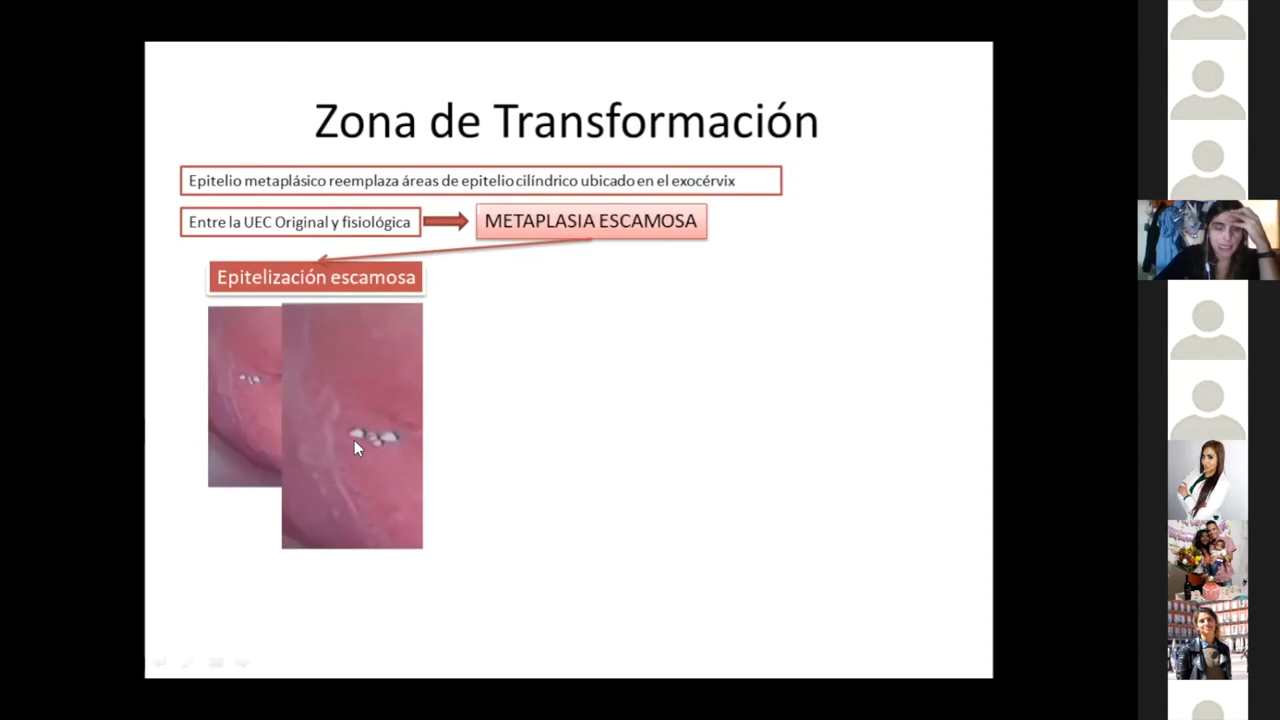 Zona de Transformación
Epitelio metaplásico reemplaza áreas de epitelio cilíndrico ubicado en el exocérvix
Entre la UEC Original y fisiológica
METAPLASIA ESCAMOSA
Epitelización escamosa